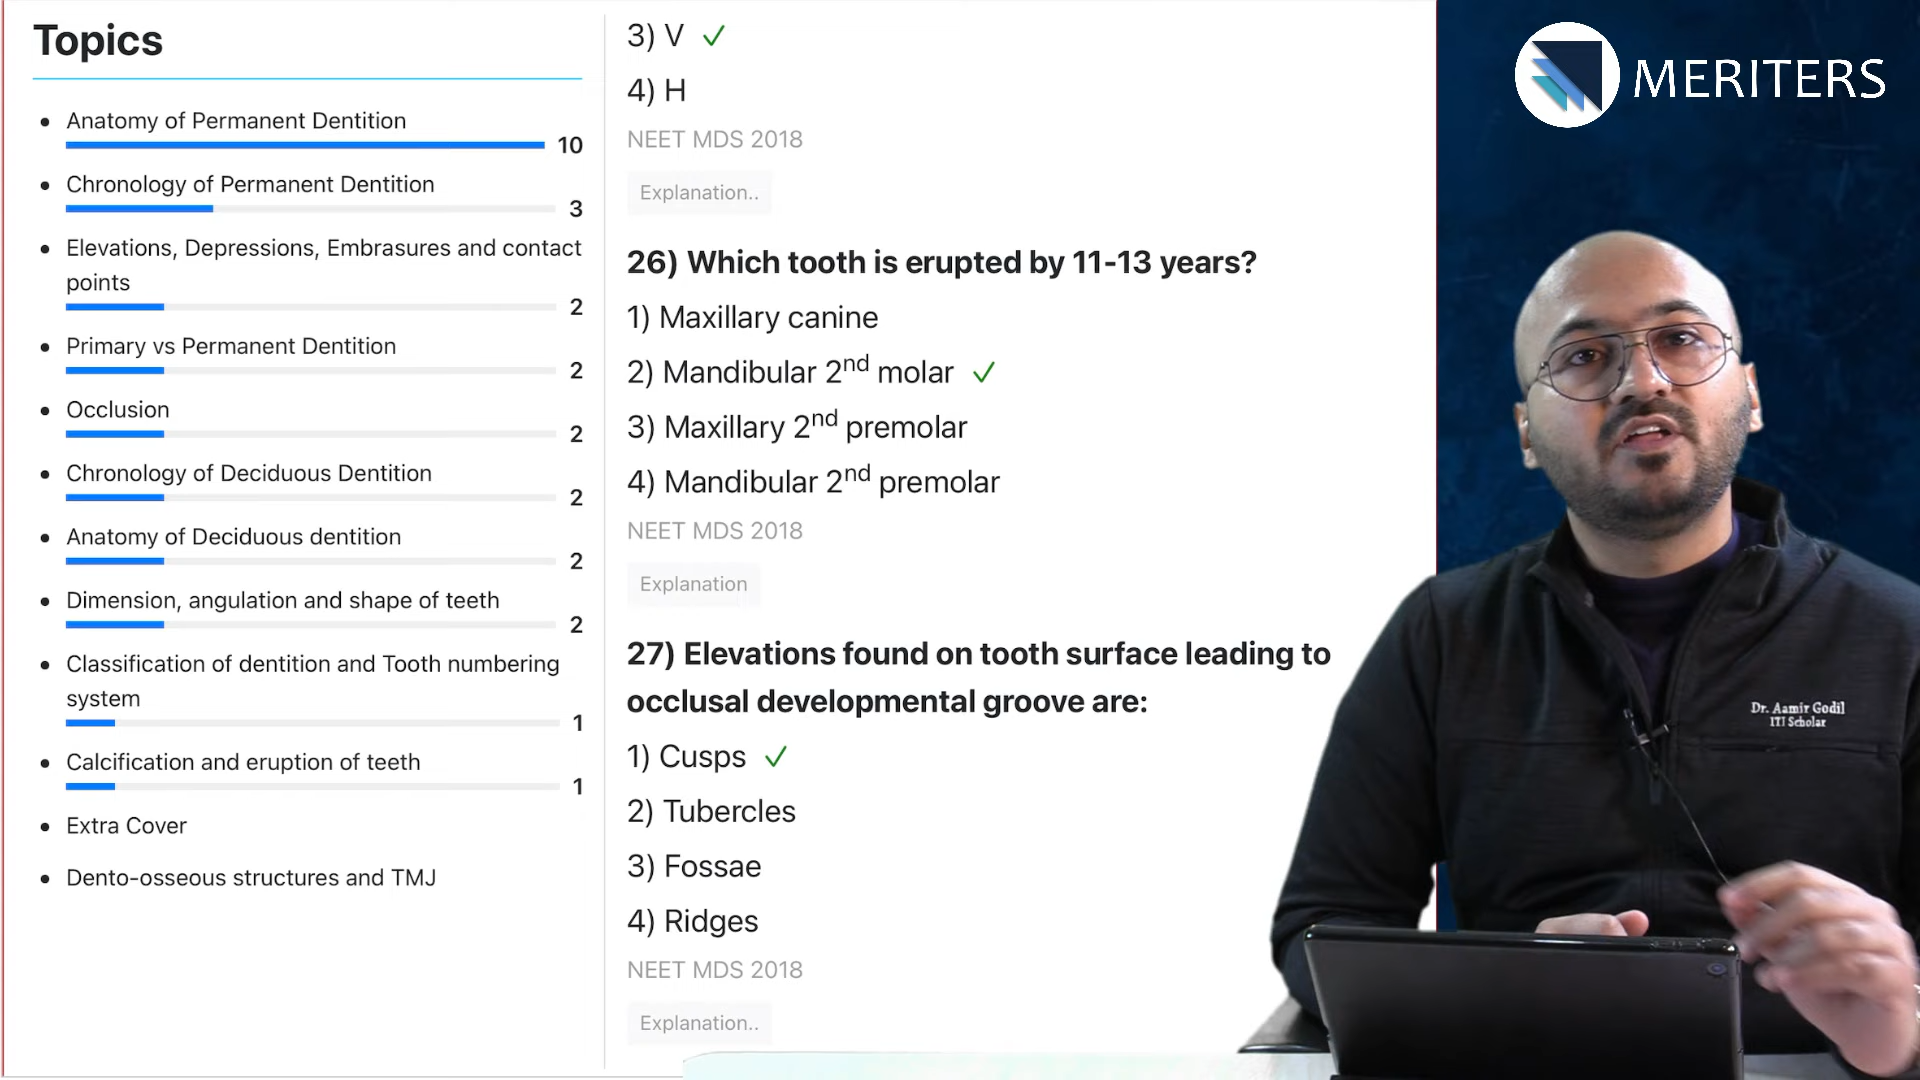 Topics
Anatomy of Permanent Dentition
10
Chronology of Permanent Dentition
3
Elevations, Depressions, Embrasures and contact
points
2
Primary vs Permanent Dentition
2
Occlusion
2
Chronology of Deciduous Dentition
2
Anatomy of Deciduous dentition
2
Dimension, angulation and shape of teeth
2
Classification of dentition and Tooth numbering
system
1
Calcification and eruption of teeth
1
Extra Cover
Dento-osseous structures and TMJ
3) V ✓
4) H
NEET MDS 2018
Explanation..
26) Which tooth is erupted by 11-13 years?
1) Maxillary canine
2) Mandibular 2nd molar ✓
3) Maxillary 2nd premolar
4) Mandibular 2nd premolar
NEET MDS 2018
Explanation
27) Elevations found on tooth surface leading to
occlusal developmental groove are:
1) Cusps ✓
2) Tubercles
3) Fossae
4) Ridges
NEET MDS 2018
Explanation..
MERITERS
Dr. Aamir Godil
ITI Scholar